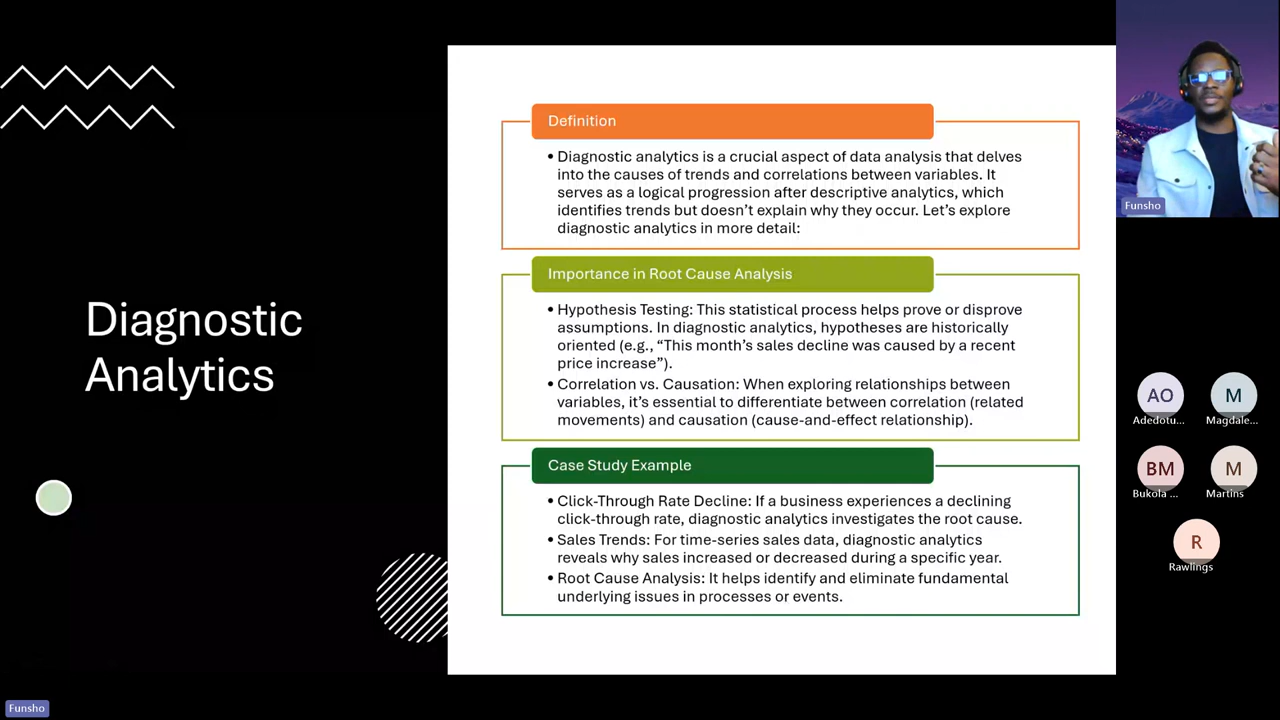 Diagnostic
Analytics
Definition
• Diagnostic analytics is a crucial aspect of data analysis that delves
into the causes of trends and correlations between variables. It
serves as a logical progression after descriptive analytics, which
identifies trends but doesn’t explain why they occur. Let’s explore
diagnostic analytics in more detail:
Importance in Root Cause Analysis
• Hypothesis Testing: This statistical process helps prove or disprove
assumptions. In diagnostic analytics, hypotheses are historically
oriented (e.g., “This month’s sales decline was caused by a recent
price increase”).
• Correlation vs. Causation: When exploring relationships between
variables, it’s essential to differentiate between correlation (related
movements) and causation (cause-and-effect relationship).
Case Study Example
• Click-Through Rate Decline: If a business experiences a declining
click-through rate, diagnostic analytics investigates the root cause.
• Sales Trends: For time-series sales data, diagnostic analytics
reveals why sales increased or decreased during a specific year.
• Root Cause Analysis: It helps identify and eliminate fundamental
underlying issues in processes or events.
Funsho
AO
Adedotu...
M
Magdale...
BM
Bukola ...
M
Martins
R
Rawlings
Funsho